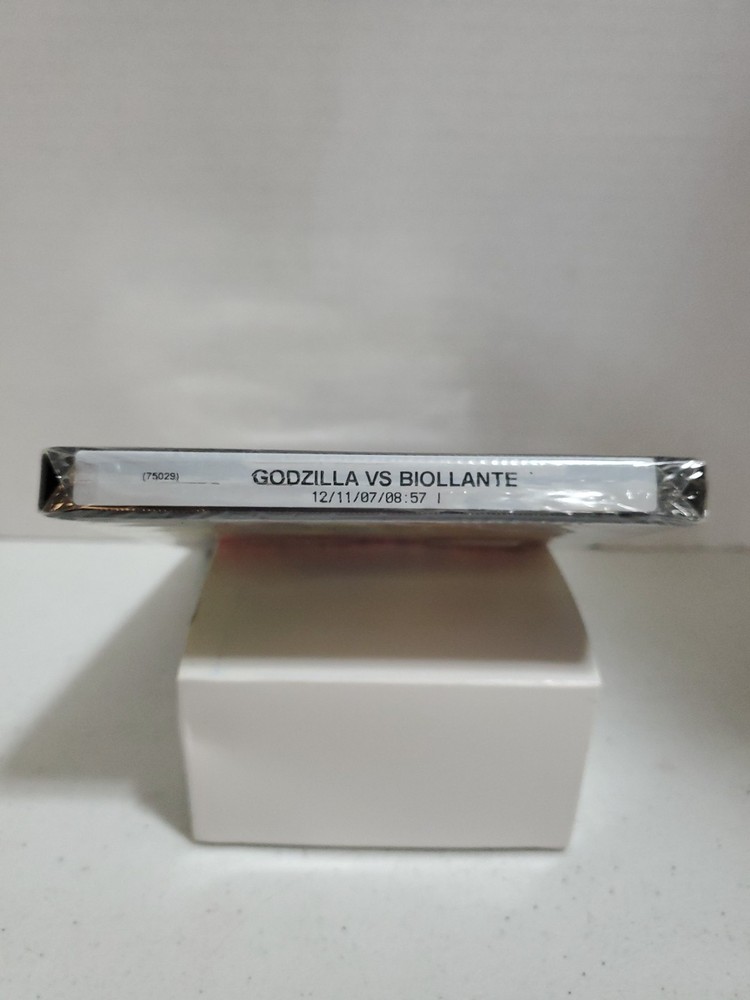 (75029)
GODZILLA VS BIOLLANTE
12/11/07/08:57 |